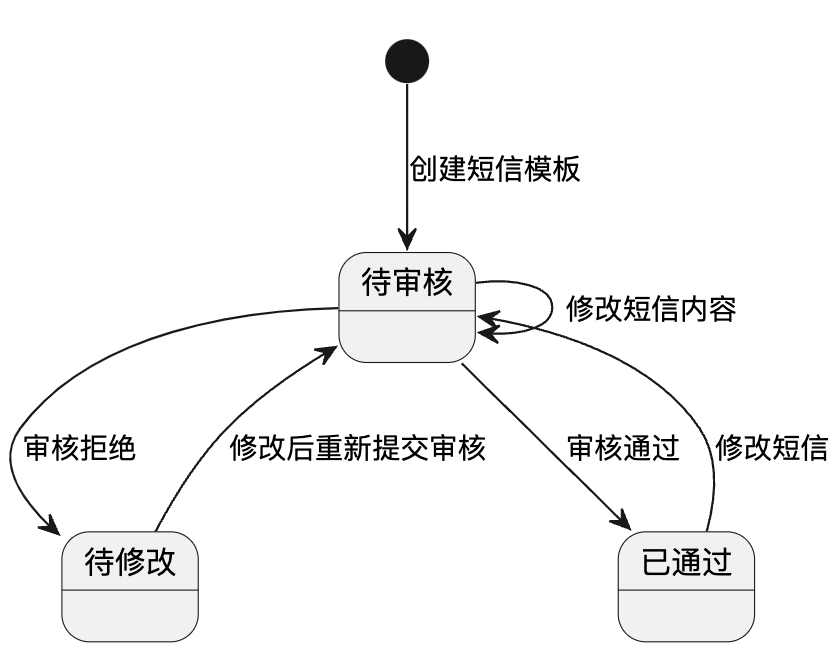 创建短信模板
待审核
修改短信内容
审核拒绝
修改后重新提交审核
审核通过
修改短信
待修改
已通过